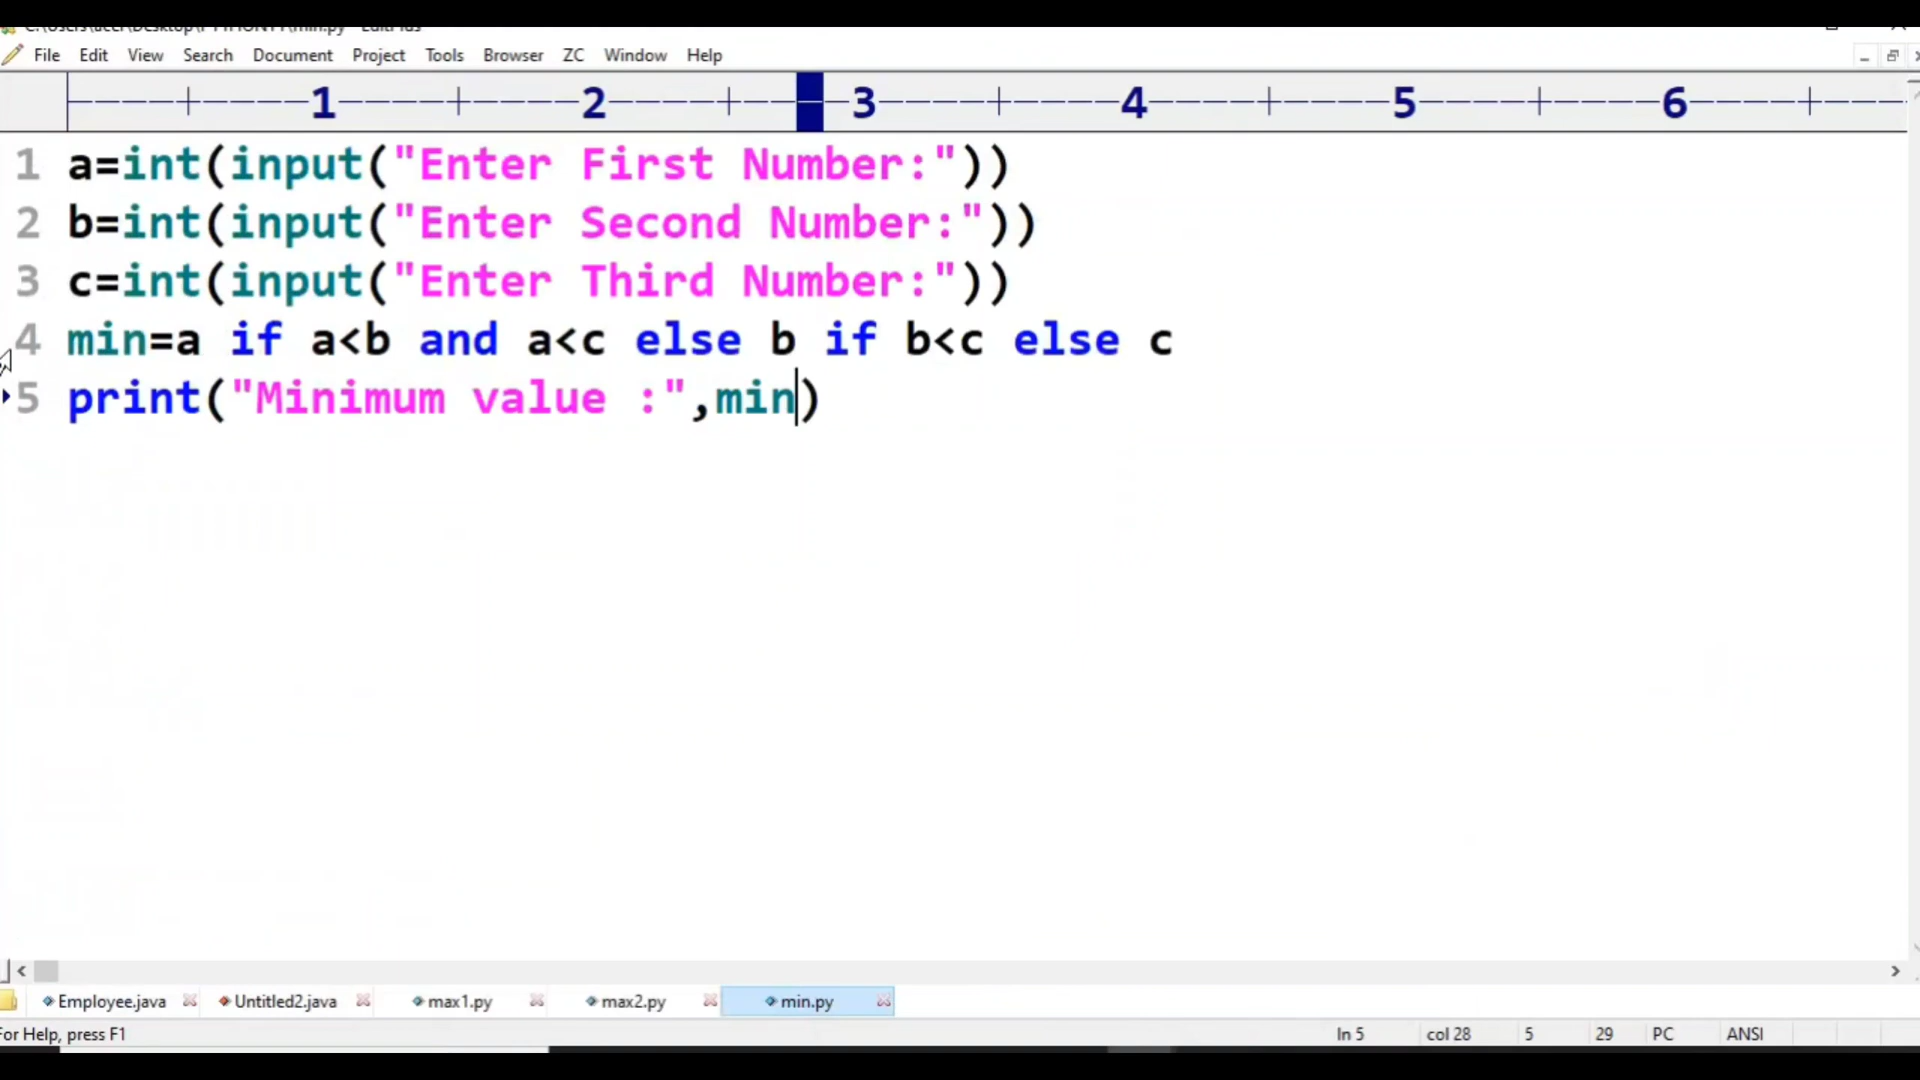 File Edit View Search Document Project Tools Browser ZC Window Help
1 2 3 4 5 6
1 a=int(input("Enter First Number:"))
2 b=int(input("Enter Second Number:"))
3 c=int(input("Enter Third Number:"))
4 min=a if a<b and a<c else b if b<c else c
5 print("Minimum value :",min)
Employee.java Untitled2.java max1.py max2.py min.py
For Help, press F1 ln 5 col 28 5 29 PC ANSI